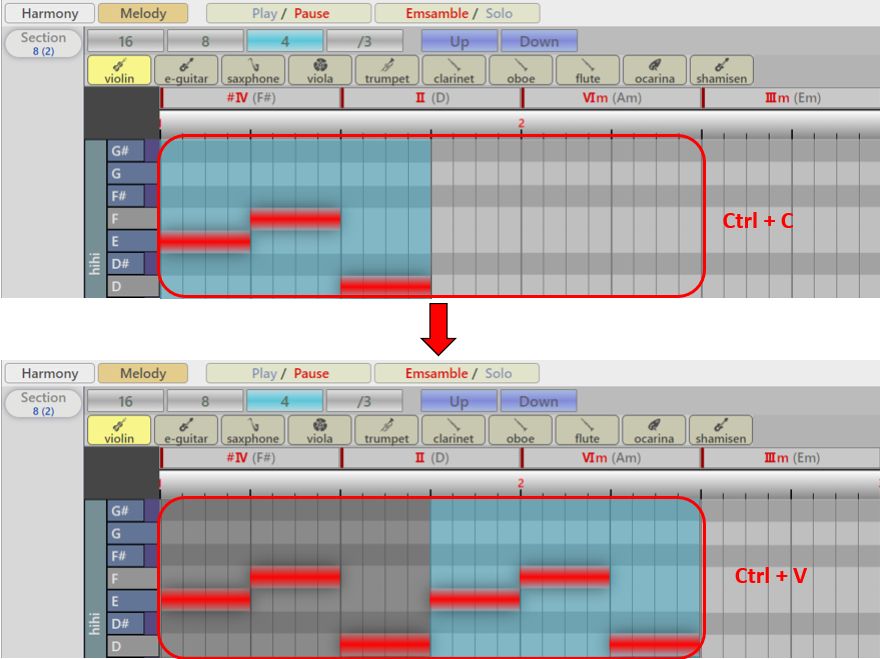 Harmony Melody Play / Pause Emsamble / Solo
Section 16 8 4 /3 Up Down
8 (2)
violin e-guitar saxphone viola trumpet clarinet oboe flute ocarina shamisen
#Ⅳ (F#) Ⅱ (D) Ⅵm (Am) Ⅲm (Em)
2
G#
G
F#
F
Ctrl + C
E
D#
hihi
D
Harmony Melody Play / Pause Emsamble / Solo
Section 16 8 4 /3 Up Down
8 (2)
violin e-guitar saxphone viola trumpet clarinet oboe flute ocarina shamisen
#Ⅳ (F#) Ⅱ (D) Ⅵm (Am) Ⅲm (Em)
2
G#
G
F#
F
Ctrl + V
E
D#
hihi
D